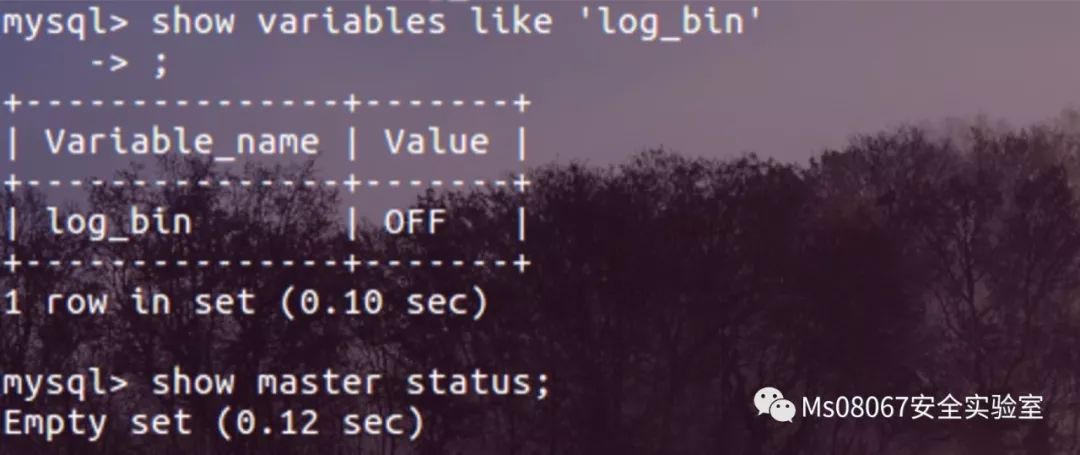 mysql> show variables like 'log_bin'
    -> ;
+---------------+-------+
| Variable_name | Value |
+---------------+-------+
| log_bin       | OFF   |
+---------------+-------+
1 row in set (0.10 sec)
mysql> show master status;
Empty set (0.12 sec)
Ms08067安全实验室